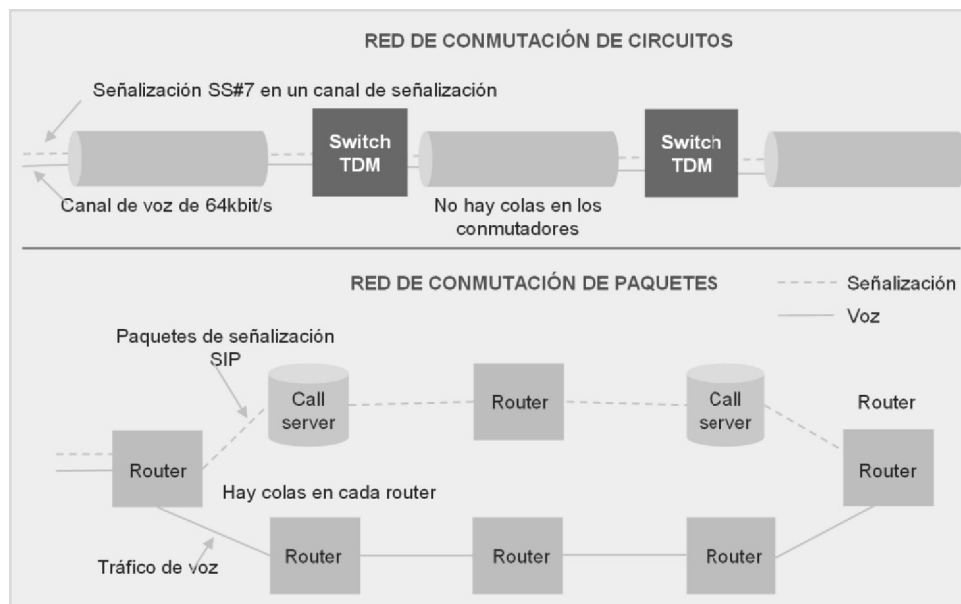 RED DE CONMUTACIÓN DE CIRCUITOS
Señalización SS#7 en un canal de señalización
Switch
TDM
Switch
TDM
Canal de voz de 64kbit/s
No hay colas en los
conmutadores
RED DE CONMUTACIÓN DE PAQUETES
Señalización
Voz
Paquetes de señalización
SIP
Call
server
Router
Call
server
Router
Router
Router
Hay colas en cada router
Router
Router
Router
Tráfico de voz